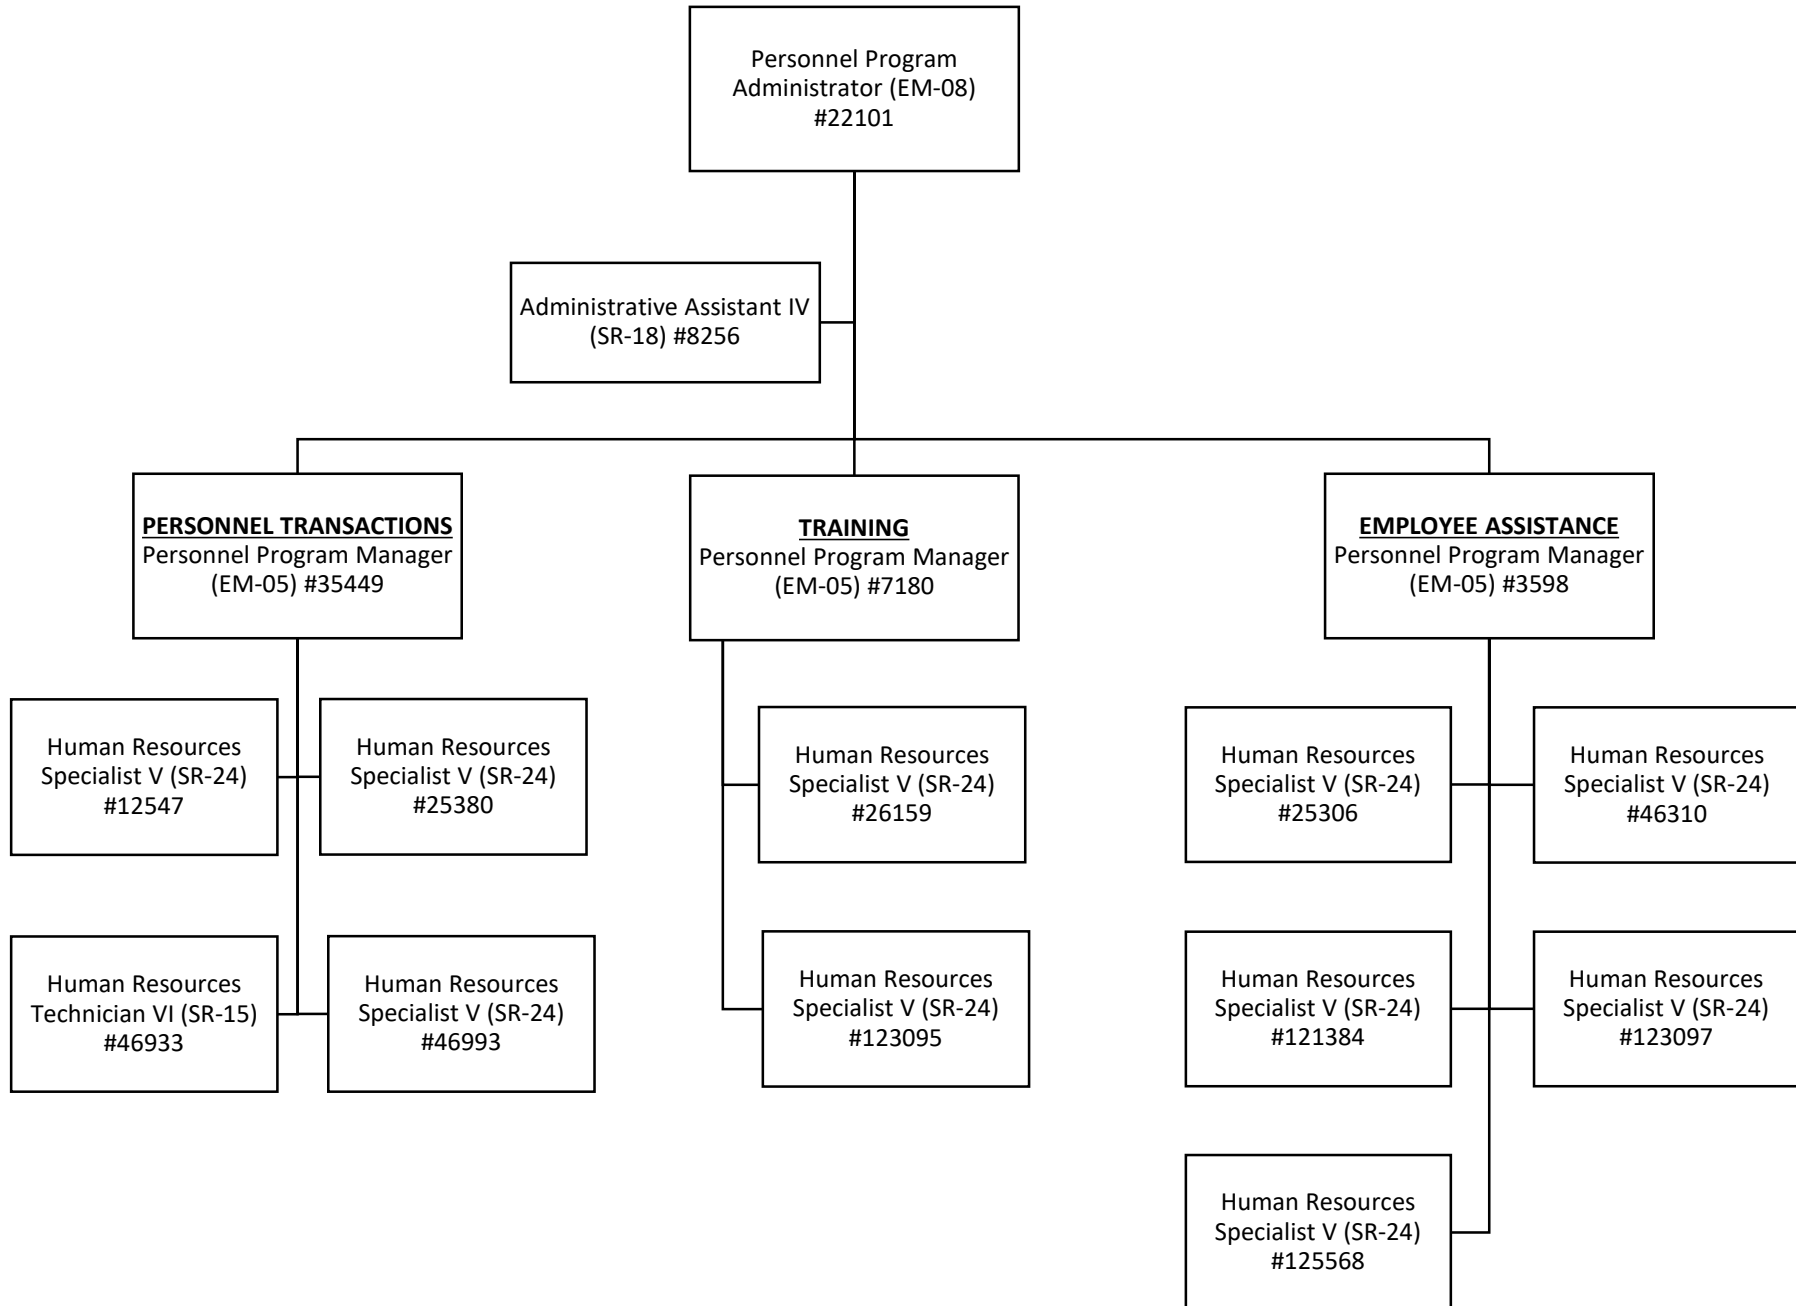 Personnel Program
Administrator (EM-08)
#22101
Administrative Assistant IV
(SR-18) #8256
PERSONNEL TRANSACTIONS
Personnel Program Manager
(EM-05) #35449
TRAINING
Personnel Program Manager
(EM-05) #7180
EMPLOYEE ASSISTANCE
Personnel Program Manager
(EM-05) #3598
Human Resources
Specialist V (SR-24)
#12547
Human Resources
Specialist V (SR-24)
#25380
Human Resources
Specialist V (SR-24)
#26159
Human Resources
Specialist V (SR-24)
#25306
Human Resources
Specialist V (SR-24)
#46310
Human Resources
Technician VI (SR-15)
#46933
Human Resources
Specialist V (SR-24)
#46993
Human Resources
Specialist V (SR-24)
#123095
Human Resources
Specialist V (SR-24)
#121384
Human Resources
Specialist V (SR-24)
#123097
Human Resources
Specialist V (SR-24)
#125568